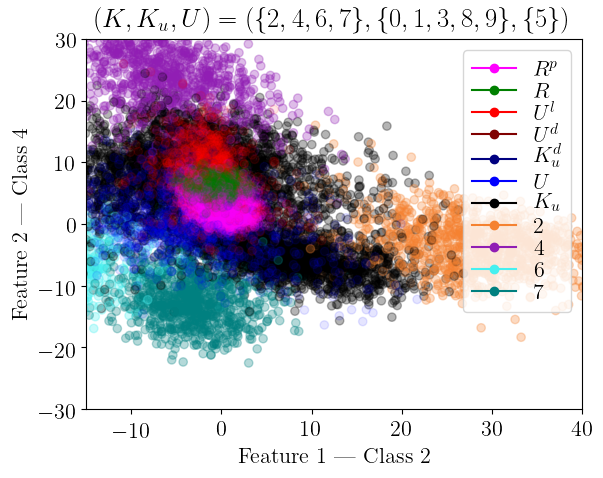 (K, K_u, U) = ({2, 4, 6, 7}, {0, 1, 3, 8, 9}, {5})
30
20
10
0
−10
−20
−30
Feature 2 — Class 4
R^p
R
U^l
U^d
K_u^d
U
K_u
2
4
6
7
−10 0 10 20 30 40
Feature 1 — Class 2